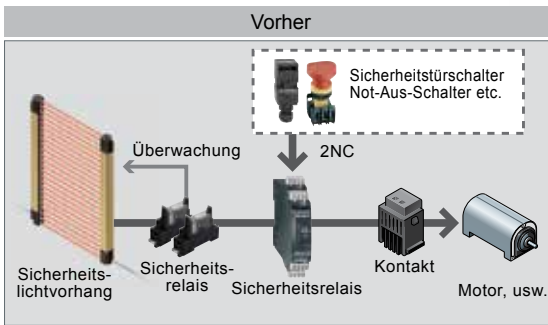 Vorher
Sicherheitstürschalter
Not-Aus-Schalter etc.
Überwachung
2NC
Sicherheits-
lichtvorhang
Sicherheits-
relais
Sicherheitsrelais
Kontakt
Motor, usw.